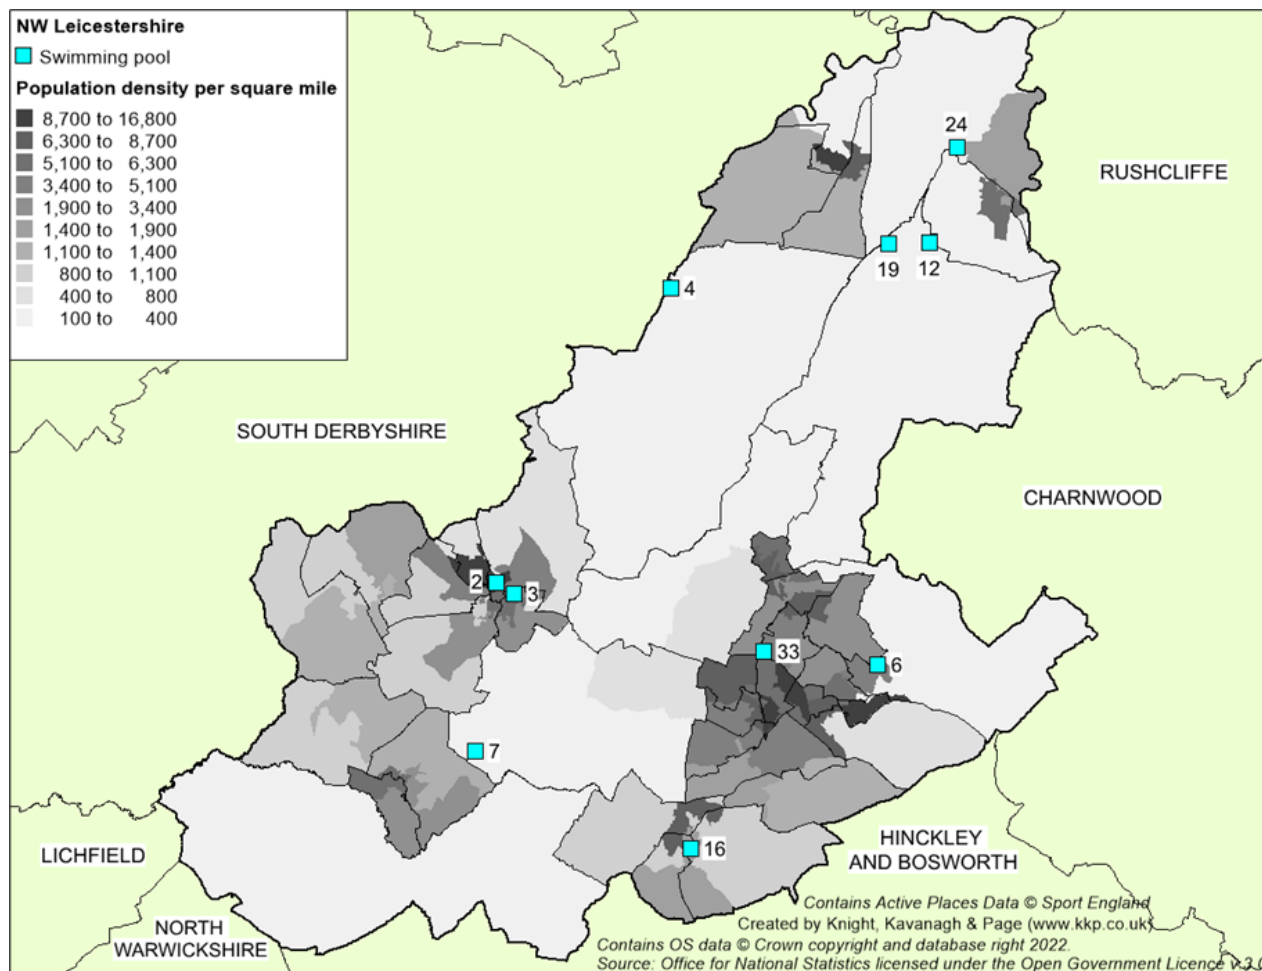 NW Leicestershire
Swimming pool
Population density per square mile
8,700 to 16,800
6,300 to 8,700
5,100 to 6,300
3,400 to 5,100
1,900 to 3,400
1,400 to 1,900
1,100 to 1,400
800 to 1,100
400 to 800
100 to 400
24
RUSHCLIFFE
19
12
4
SOUTH DERBYSHIRE
CHARNWOOD
2
3
33
6
7
16
LICHFIELD
HINCKLEY
AND BOSWORTH
NORTH
WARWICKSHIRE
Contains Active Places Data © Sport England
Created by Knight, Kavanagh & Page (www.kkp.co.uk)
Contains OS data © Crown copyright and database right 2022.
Source: Office for National Statistics licensed under the Open Government Licence v.3.0